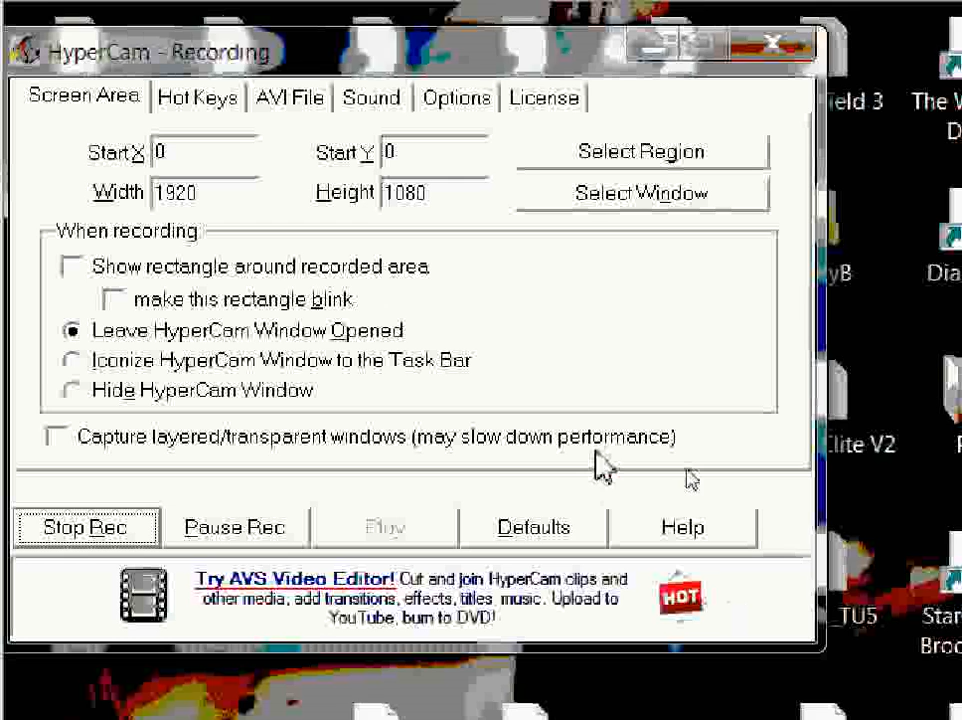 HyperCam - Recording
Screen Area Hot Keys AVI File Sound Options License
Start X 0 Start Y 0 Select Region
Width 1920 Height 1080 Select Window
When recording
Show rectangle around recorded area
make this rectangle blink
Leave HyperCam Window Opened
Iconize HyperCam Window to the Task Bar
Hide HyperCam Window
Capture layered/transparent windows (may slow down performance)
Stop Rec Pause Rec Play Defaults Help
Try AVS Video Editor! Cut and join HyperCam clips and
other media, add transitions, effects, titles, music. Upload to
YouTube, burn to DVD!
HOT
field 3
The W
D
yB
Dia
Elite V2
_TU5
Star
Broo